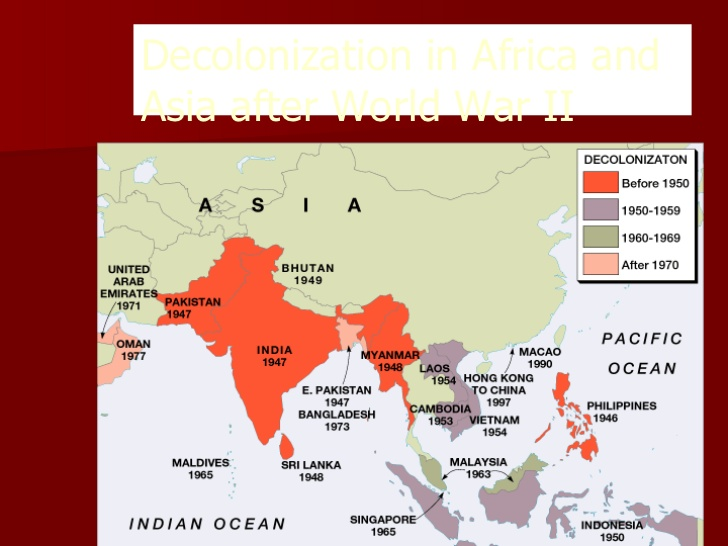 Decolonization in Africa and
Asia after World War II
DECOLONIZATON
Before 1950
1950-1959
1960-1969
After 1970
A S I A
BHUTAN
1949
UNITED
ARAB
EMIRATES
1971
PAKISTAN
1947
OMAN
1977
INDIA
1947
MYANMAR
1948
LAOS
1954
MACAO
1990
HONG KONG
TO CHINA
1997
PACIFIC
OCEAN
E. PAKISTAN
1947
BANGLADESH
1973
CAMBODIA
1953
VIETNAM
1954
PHILIPPINES
1946
MALDIVES
1965
SRI LANKA
1948
MALAYSIA
1963
SINGAPORE
1965
INDONESIA
1950
INDIAN OCEAN